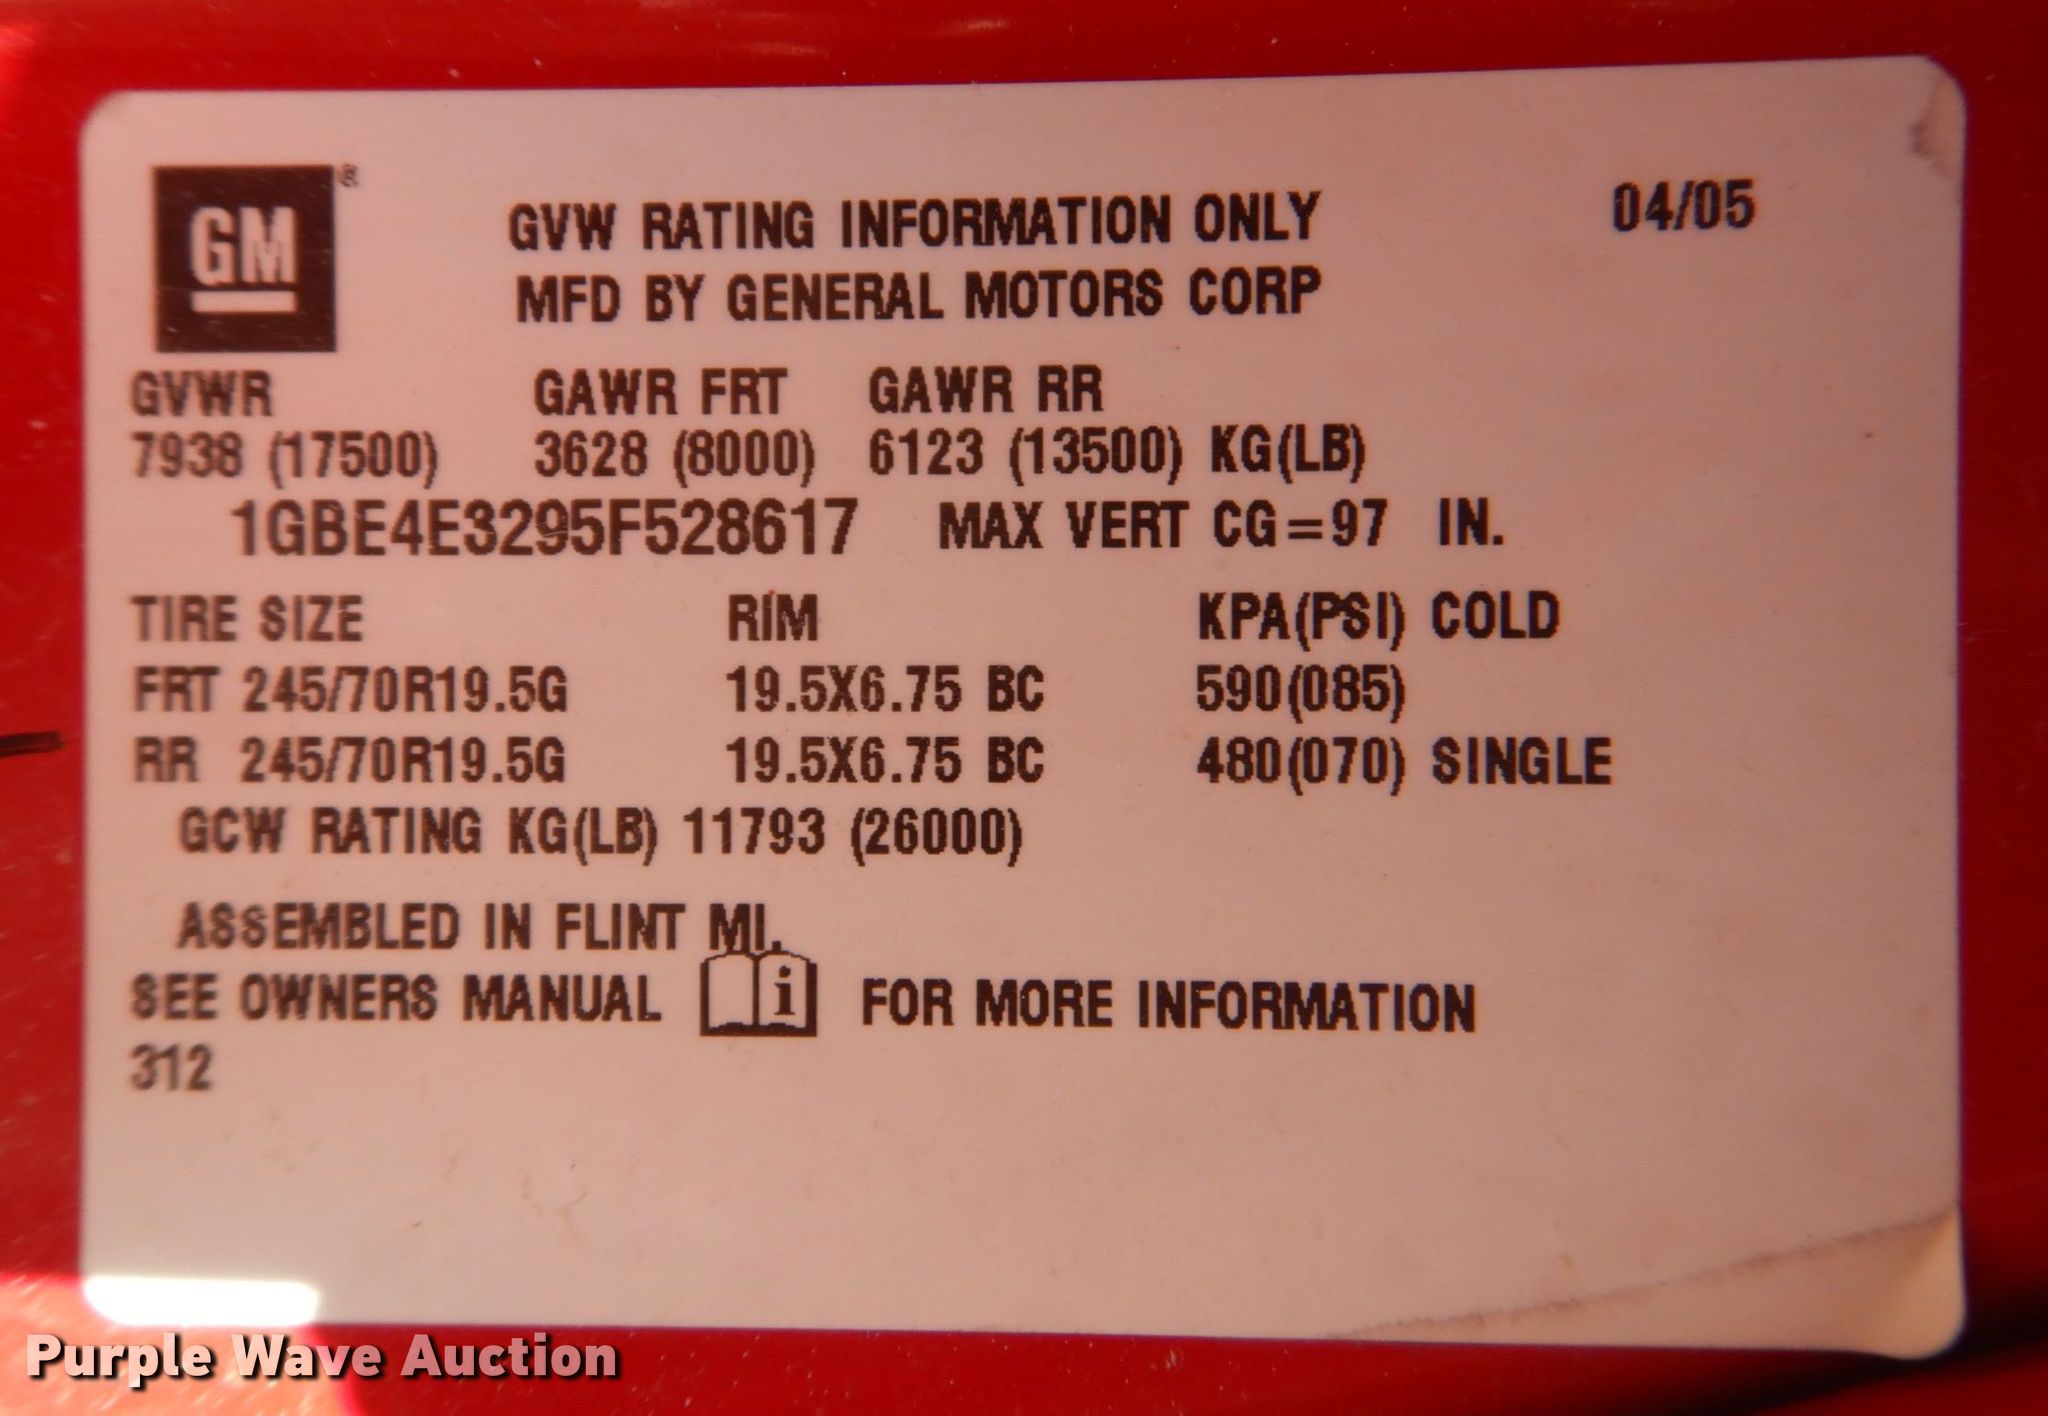 GM®
GVW RATING INFORMATION ONLY 04/05
MFD BY GENERAL MOTORS CORP
GVWR GAWR FRT GAWR RR
7938 (17500) 3628 (8000) 6123 (13500) KG(LB)
1GBE4E3295F528617 MAX VERT CG=97 IN.
TIRE SIZE RIM KPA(PSI) COLD
FRT 245/70R19.5G 19.5X6.75 BC 590(085)
RR 245/70R19.5G 19.5X6.75 BC 480(070) SINGLE
GCW RATING KG(LB) 11793 (26000)
ASSEMBLED IN FLINT MI.
SEE OWNERS MANUAL i FOR MORE INFORMATION
312
Purple Wave Auction